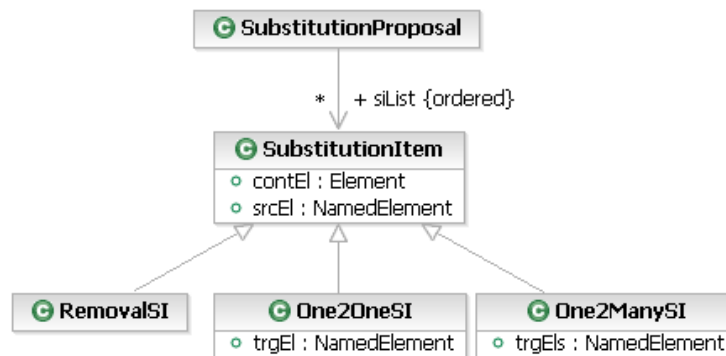 SubstitutionProposal
* + siList {ordered}
SubstitutionItem
contEl : Element
srcEl : NamedElement
RemovalSI
One2OneSI
One2ManySI
trgEl : NamedElement
trgEls : NamedElement